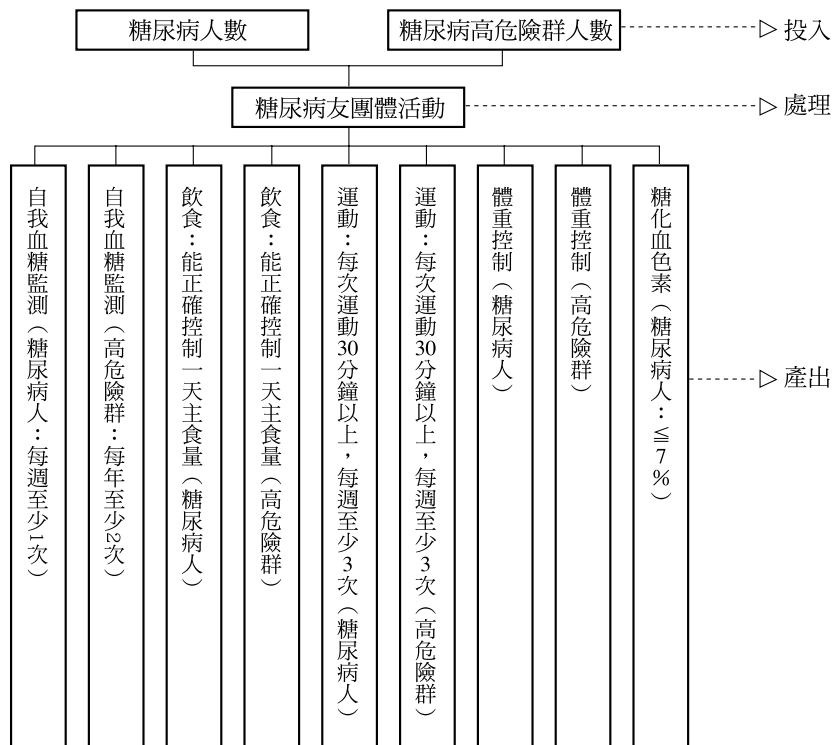 糖尿病人數
糖尿病高危險群人數
投入
糖尿病友團體活動
處理
自我血糖監測（糖尿病人：每週至少1次）
自我血糖監測（高危險群：每年至少2次）
飲食：能正確控制一天主食量（糖尿病人）
飲食：能正確控制一天主食量（高危險群）
運動：每次運動30分鐘以上，每週至少3次（糖尿病人）
運動：每次運動30分鐘以上，每週至少3次（高危險群）
體重控制（糖尿病人）
體重控制（高危險群）
糖化血色素（糖尿病人：≦7%）
產出